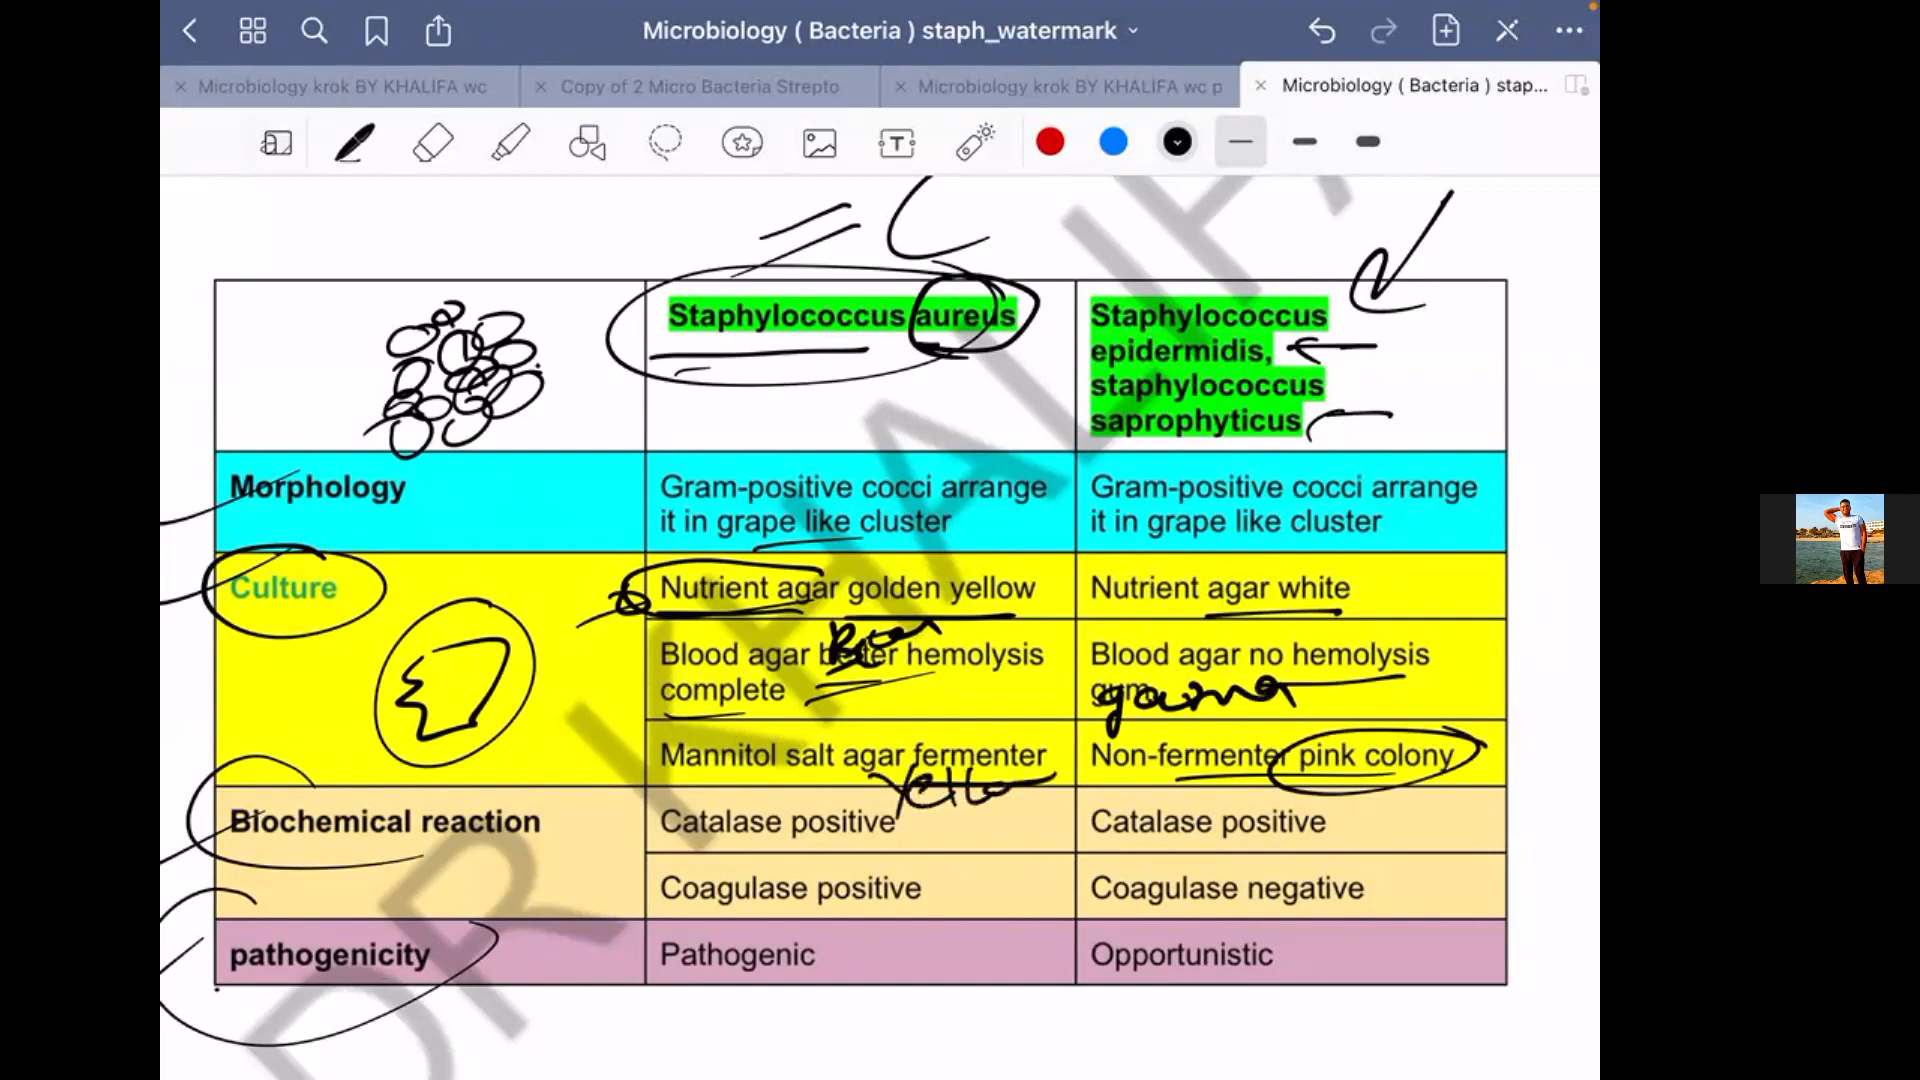 Microbiology ( Bacteria ) staph_watermark
Microbiology krok BY KHALIFA wc
Copy of 2 Micro Bacteria Strepto
Microbiology krok BY KHALIFA wc p
Microbiology ( Bacteria ) stap...
T
Staphylococcus aureus
Staphylococcus
epidermidis,
staphylococcus
saprophyticus
Morphology
Gram-positive cocci arrange
it in grape like cluster
Gram-positive cocci arrange
it in grape like cluster
Culture
Nutrient agar golden yellow
Nutrient agar white
Blood agar hemolysis
complete
Blood agar no hemolysis
gama
Mannitol salt agar fermenter
Yello
Non-fermenter pink colony
Biochemical reaction
Catalase positive
Catalase positive
Coagulase positive
Coagulase negative
pathogenicity
Pathogenic
Opportunistic
DR KHALIFA